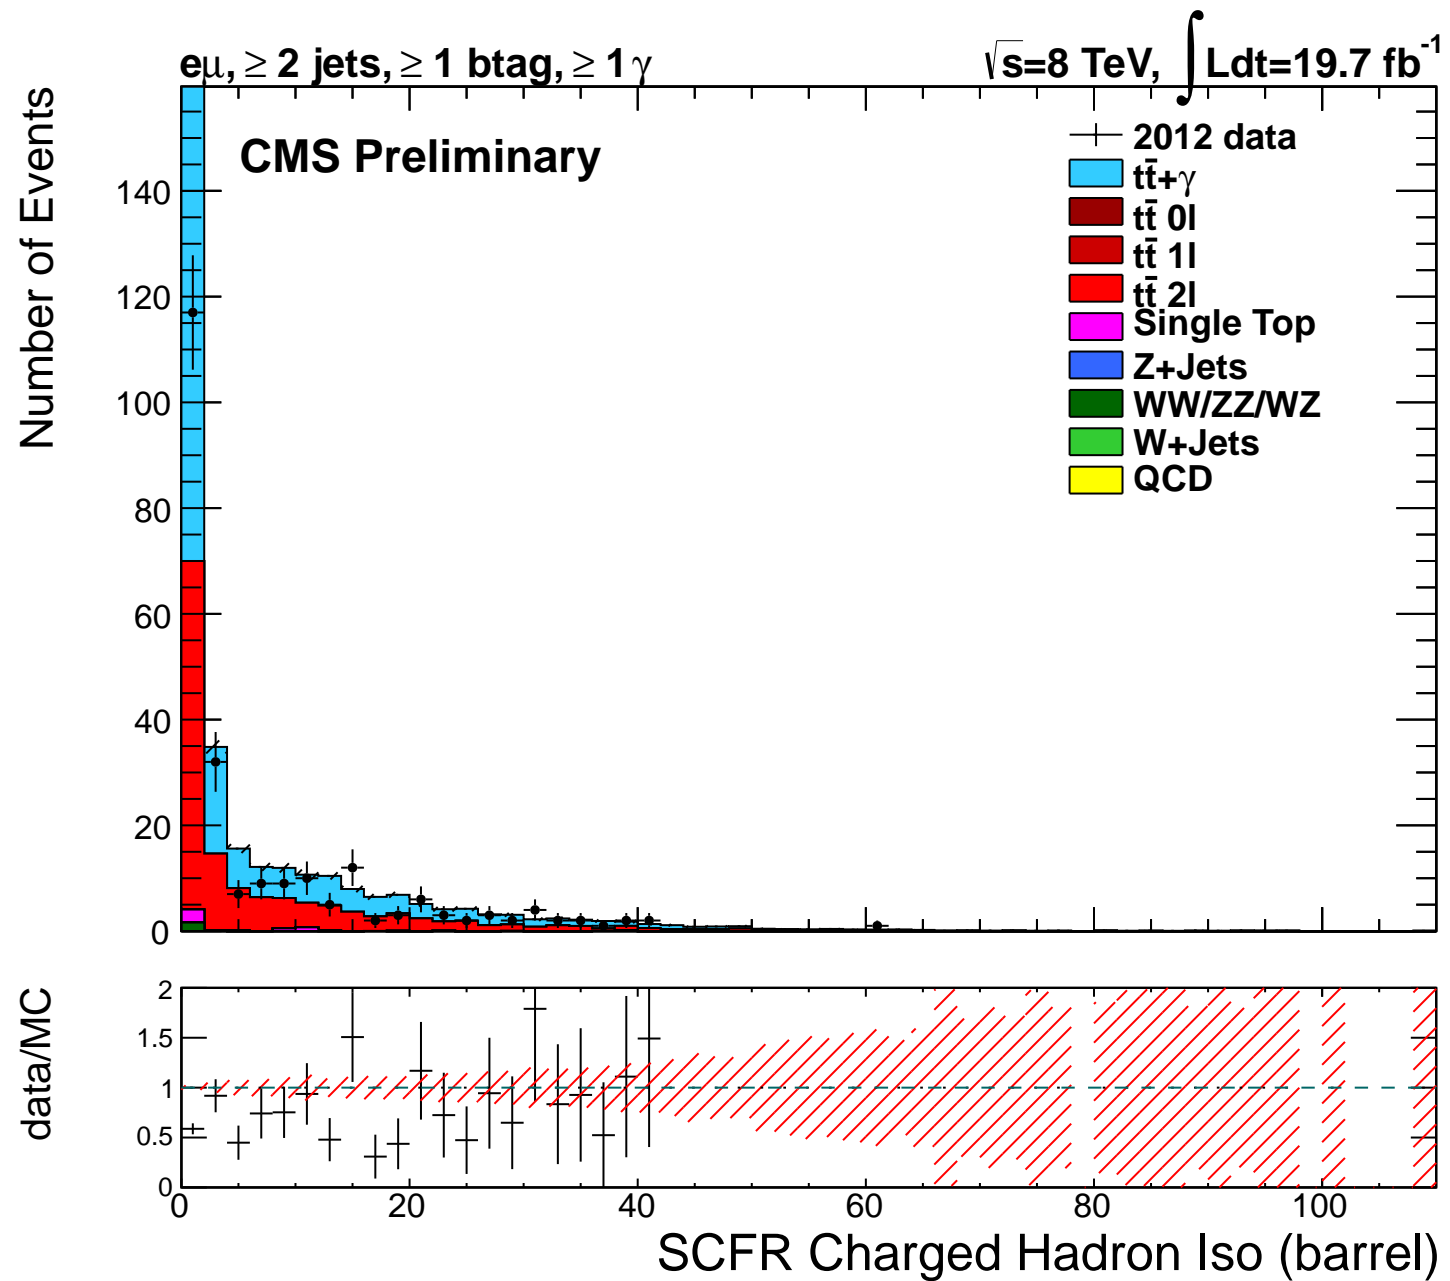 eμ, ≥ 2 jets, ≥ 1 btag, ≥ 1 γ
√s=8 TeV, ∫Ldt=19.7 fb⁻¹
CMS Preliminary
2012 data
tt̄+γ
tt̄ 0l
tt̄ 1l
tt̄ 2l
Single Top
Z+Jets
WW/ZZ/WZ
W+Jets
QCD
Number of Events
140
120
100
80
60
40
20
0
data/MC
2
1.5
1
0.5
0
0 20 40 60 80 100
SCFR Charged Hadron Iso (barrel)